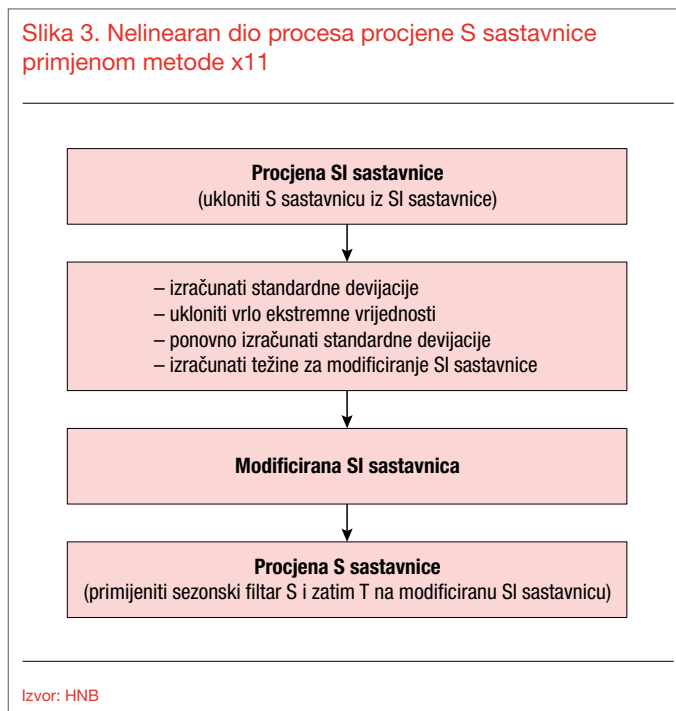 Slika 3. Nelinearan dio procesa procjene S sastavnice
primjenom metode x11
Procjena SI sastavnice
(ukloniti S sastavnicu iz SI sastavnice)
– izračunati standardne devijacije
– ukloniti vrlo ekstremne vrijednosti
– ponovno izračunati standardne devijacije
– izračunati težine za modificiranje SI sastavnice
Modificirana SI sastavnica
Procjena S sastavnice
(primijeniti sezonski filtar S i zatim T na modificiranu SI sastavnicu)
Izvor: HNB